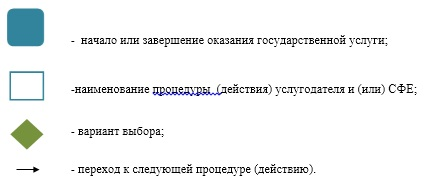 - начало или завершение оказания государственной услуги;
-наименование процедуры (действия) услугодателя и (или) СФЕ;
- вариант выбора;
- переход к следующей процедуре (действию).